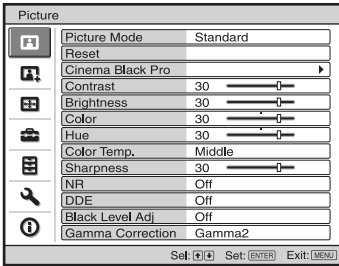 Picture
Picture Mode Standard
Reset
Cinema Black Pro
Contrast 30
Brightness 30
Color 30
Hue 30
Color Temp. Middle
Sharpness 30
NR Off
DDE Off
Black Level Adj Off
Gamma Correction Gamma2
Sel: Set: ENTER Exit: MENU